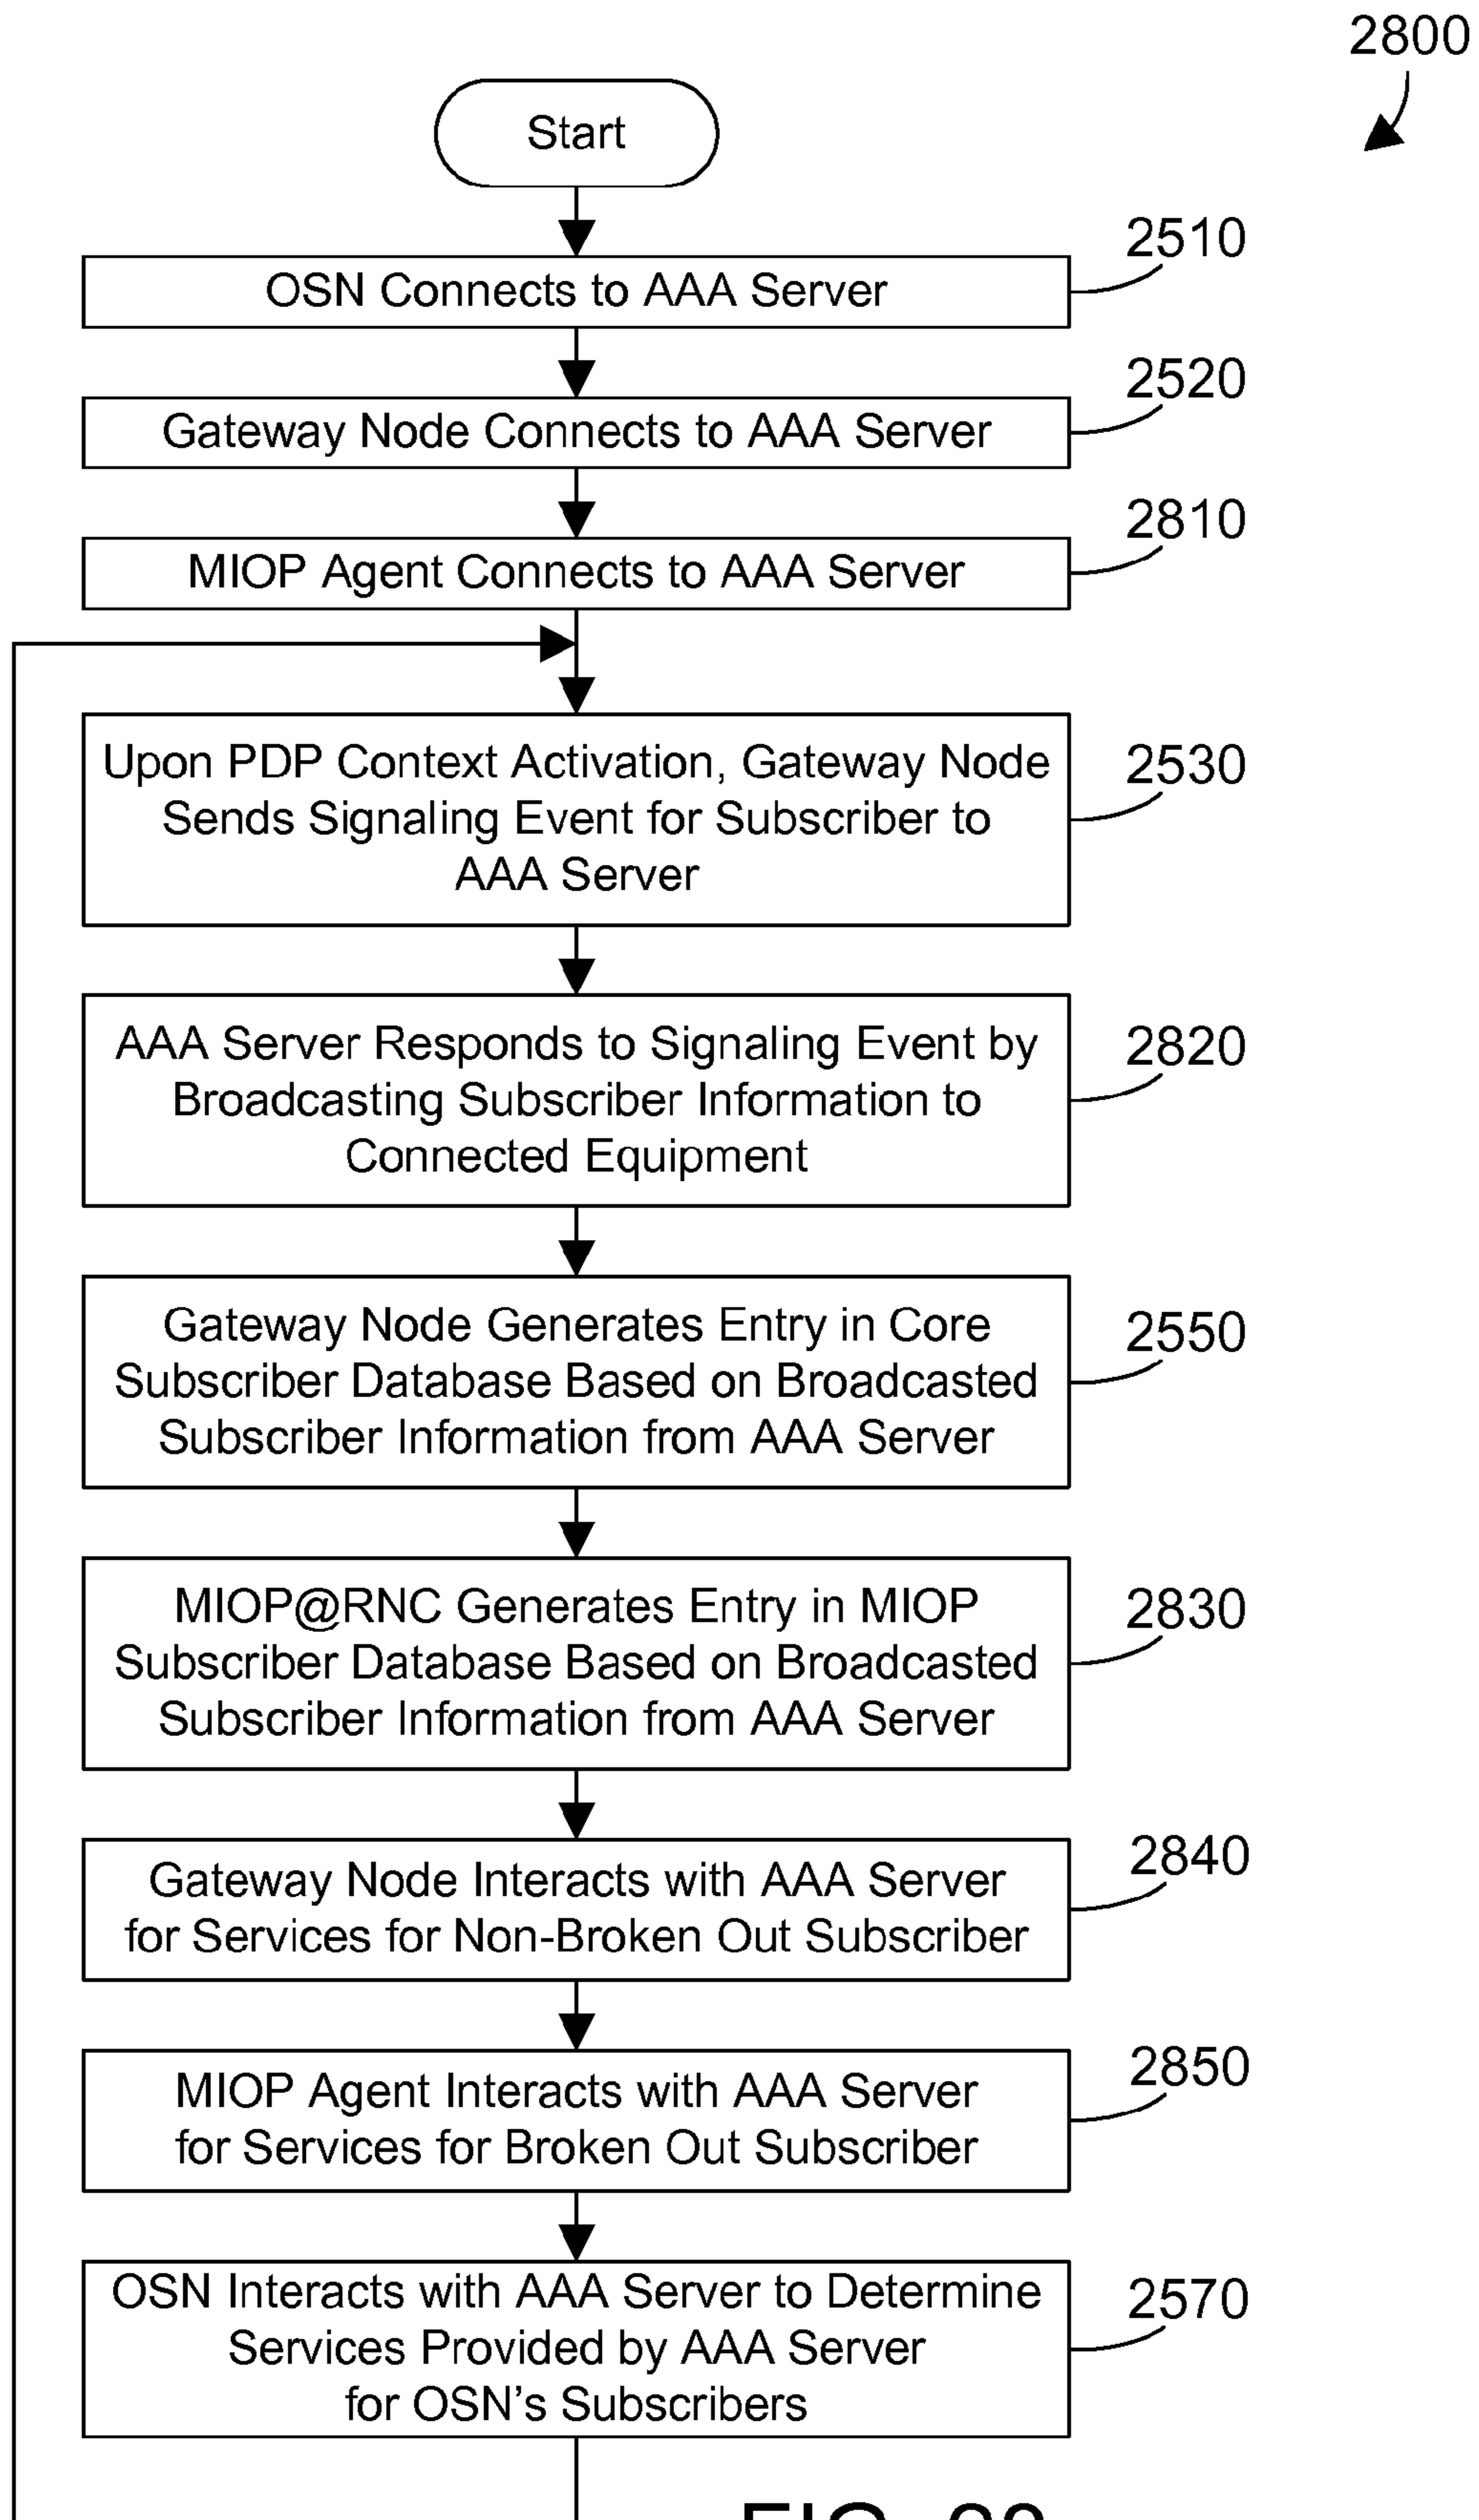 2800
Start
2510
OSN Connects to AAA Server
2520
Gateway Node Connects to AAA Server
2810
MIOP Agent Connects to AAA Server
Upon PDP Context Activation, Gateway Node
Sends Signaling Event for Subscriber to
AAA Server
2530
AAA Server Responds to Signaling Event by
Broadcasting Subscriber Information to
Connected Equipment
2820
Gateway Node Generates Entry in Core
Subscriber Database Based on Broadcasted
Subscriber Information from AAA Server
2550
MIOP@RNC Generates Entry in MIOP
Subscriber Database Based on Broadcasted
Subscriber Information from AAA Server
2830
Gateway Node Interacts with AAA Server
for Services for Non-Broken Out Subscriber
2840
MIOP Agent Interacts with AAA Server
for Services for Broken Out Subscriber
2850
OSN Interacts with AAA Server to Determine
Services Provided by AAA Server
for OSN's Subscribers
2570
FIG.